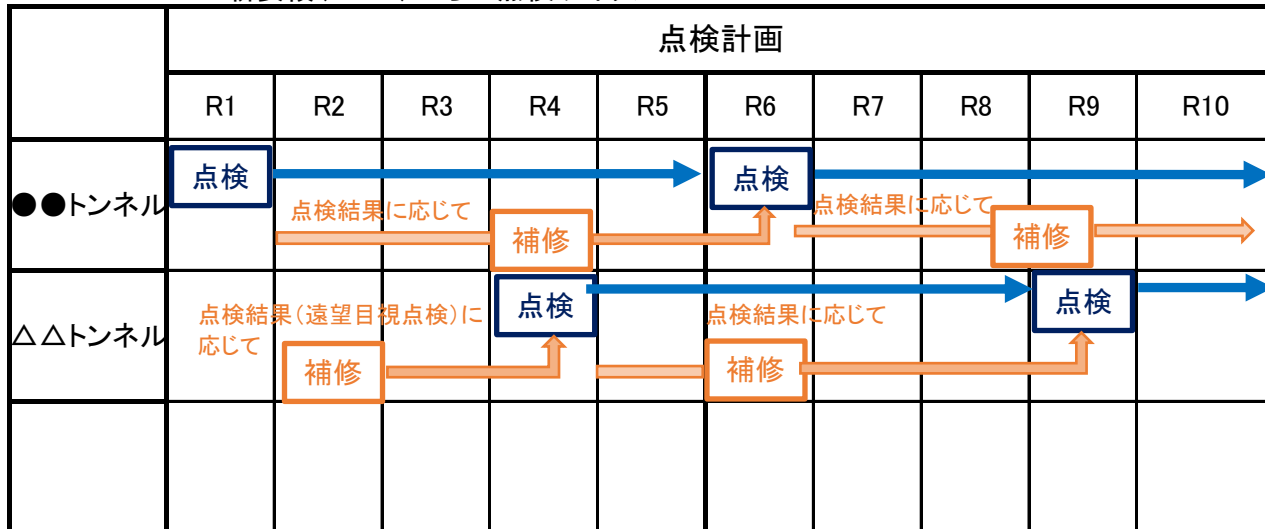 点検計画
R1 R2 R3 R4 R5 R6 R7 R8 R9 R10
●●トンネル
点検
点検
点検結果に応じて
点検結果に応じて
補修
補修
△△トンネル
点検結果(遠望目視点検)に
応じて
点検
点検結果に応じて
点検
補修
補修